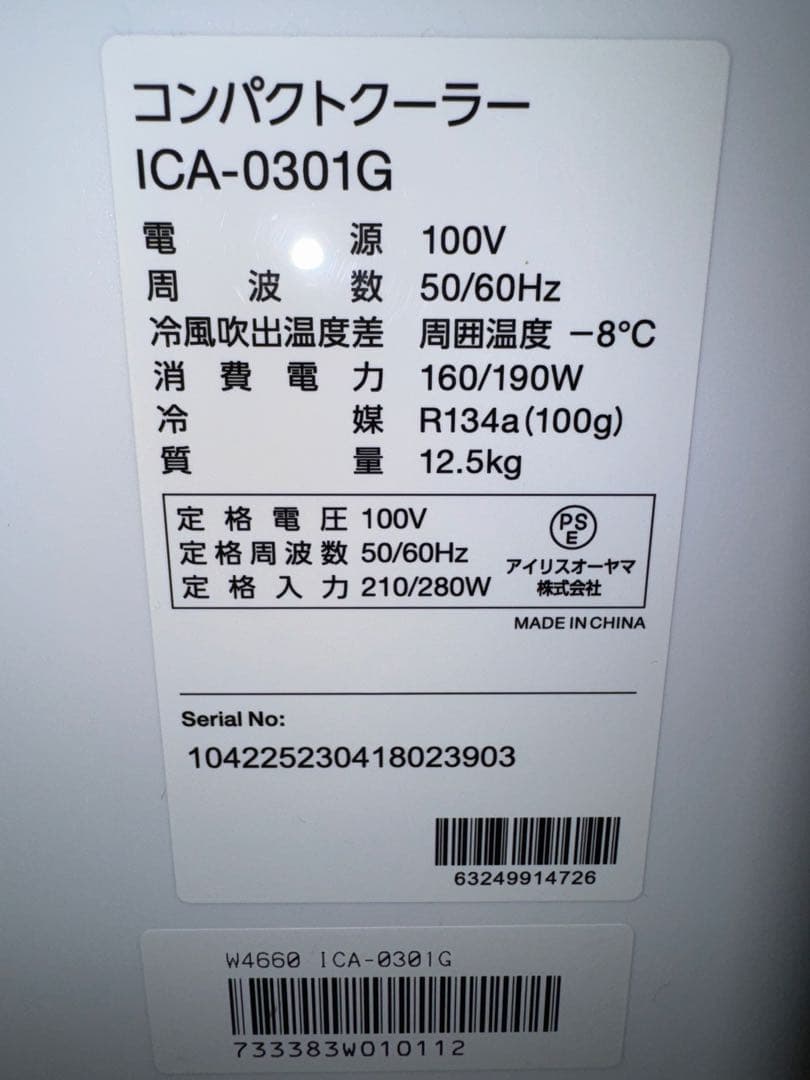 コンパクトクーラー
ICA-0301G
電源 100V
周波数 50/60Hz
冷風吹出温度差 周囲温度 −8℃
消費電力 160/190W
冷媒 R134a(100g)
質量 12.5kg
定格電圧 100V
定格周波数 50/60Hz
定格入力 210/280W
PS
E
アイリスオーヤマ
株式会社
MADE IN CHINA
Serial No:
104225230418023903
63249914726
W4660 ICA-0301G
733383W010112